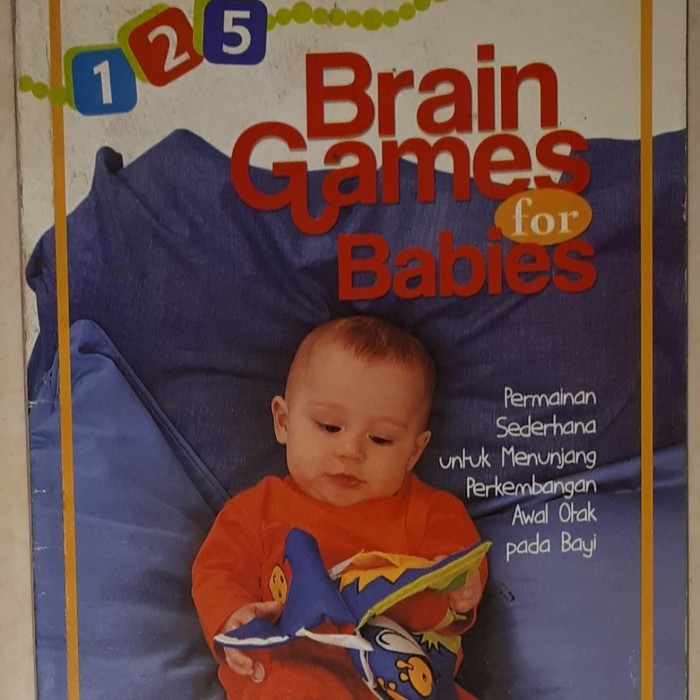 1 2 5
Brain
Games
for
Babies
Permainan
Sederhana
untuk Menunjang
Perkembangan
Awal Otak
pada Bayi